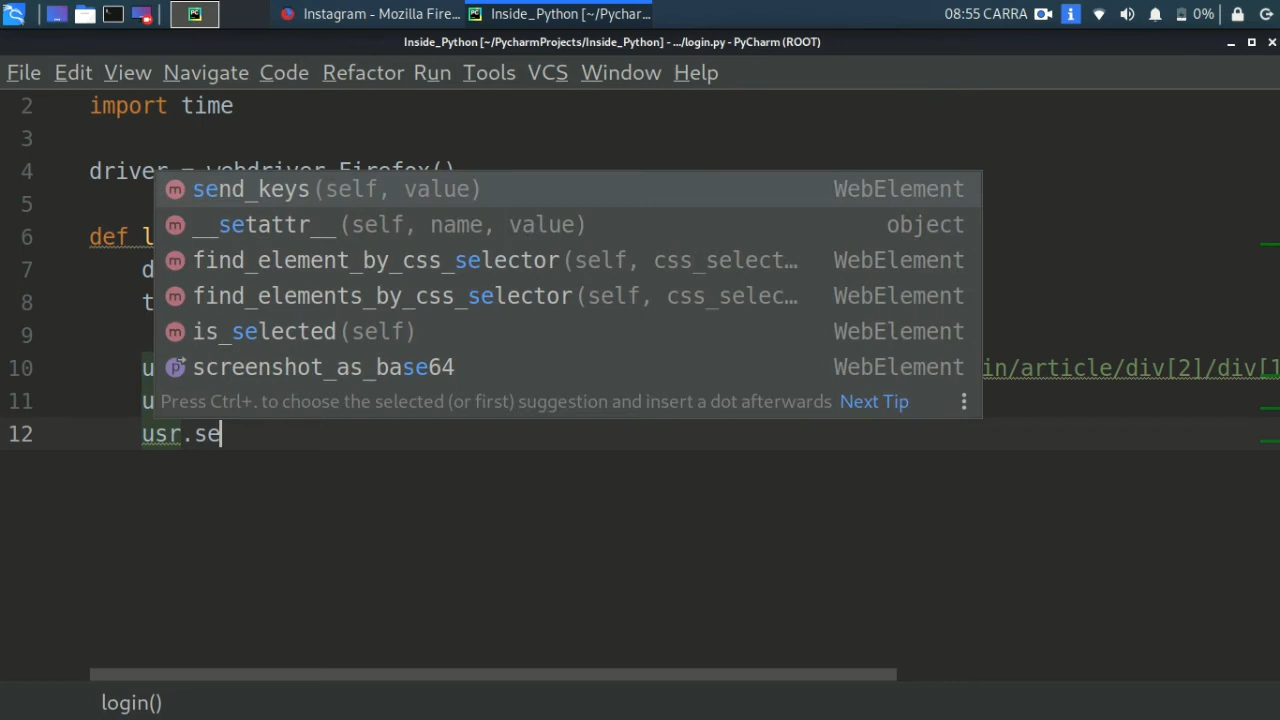 Instagram - Mozilla Fire... Inside_Python [~/Pychar... 08:55 CARRA 0%
Inside_Python [~/PycharmProjects/Inside_Python] - .../login.py - PyCharm (ROOT)
File Edit View Navigate Code Refactor Run Tools VCS Window Help
2 import time
3
4 driver = webdriver.Firefox()
5 send_keys(self, value) WebElement
__setattr__(self, name, value) object
6 def l
find_element_by_css_selector(self, css_select... WebElement
7 d
find_elements_by_css_selector(self, css_selec... WebElement
8 t
is_selected(self) WebElement
9
10 u screenshot_as_base64 WebElement in/article/div[2]/div[1
11 u Press Ctrl+. to choose the selected (or first) suggestion and insert a dot afterwards Next Tip
12 usr.se
login()